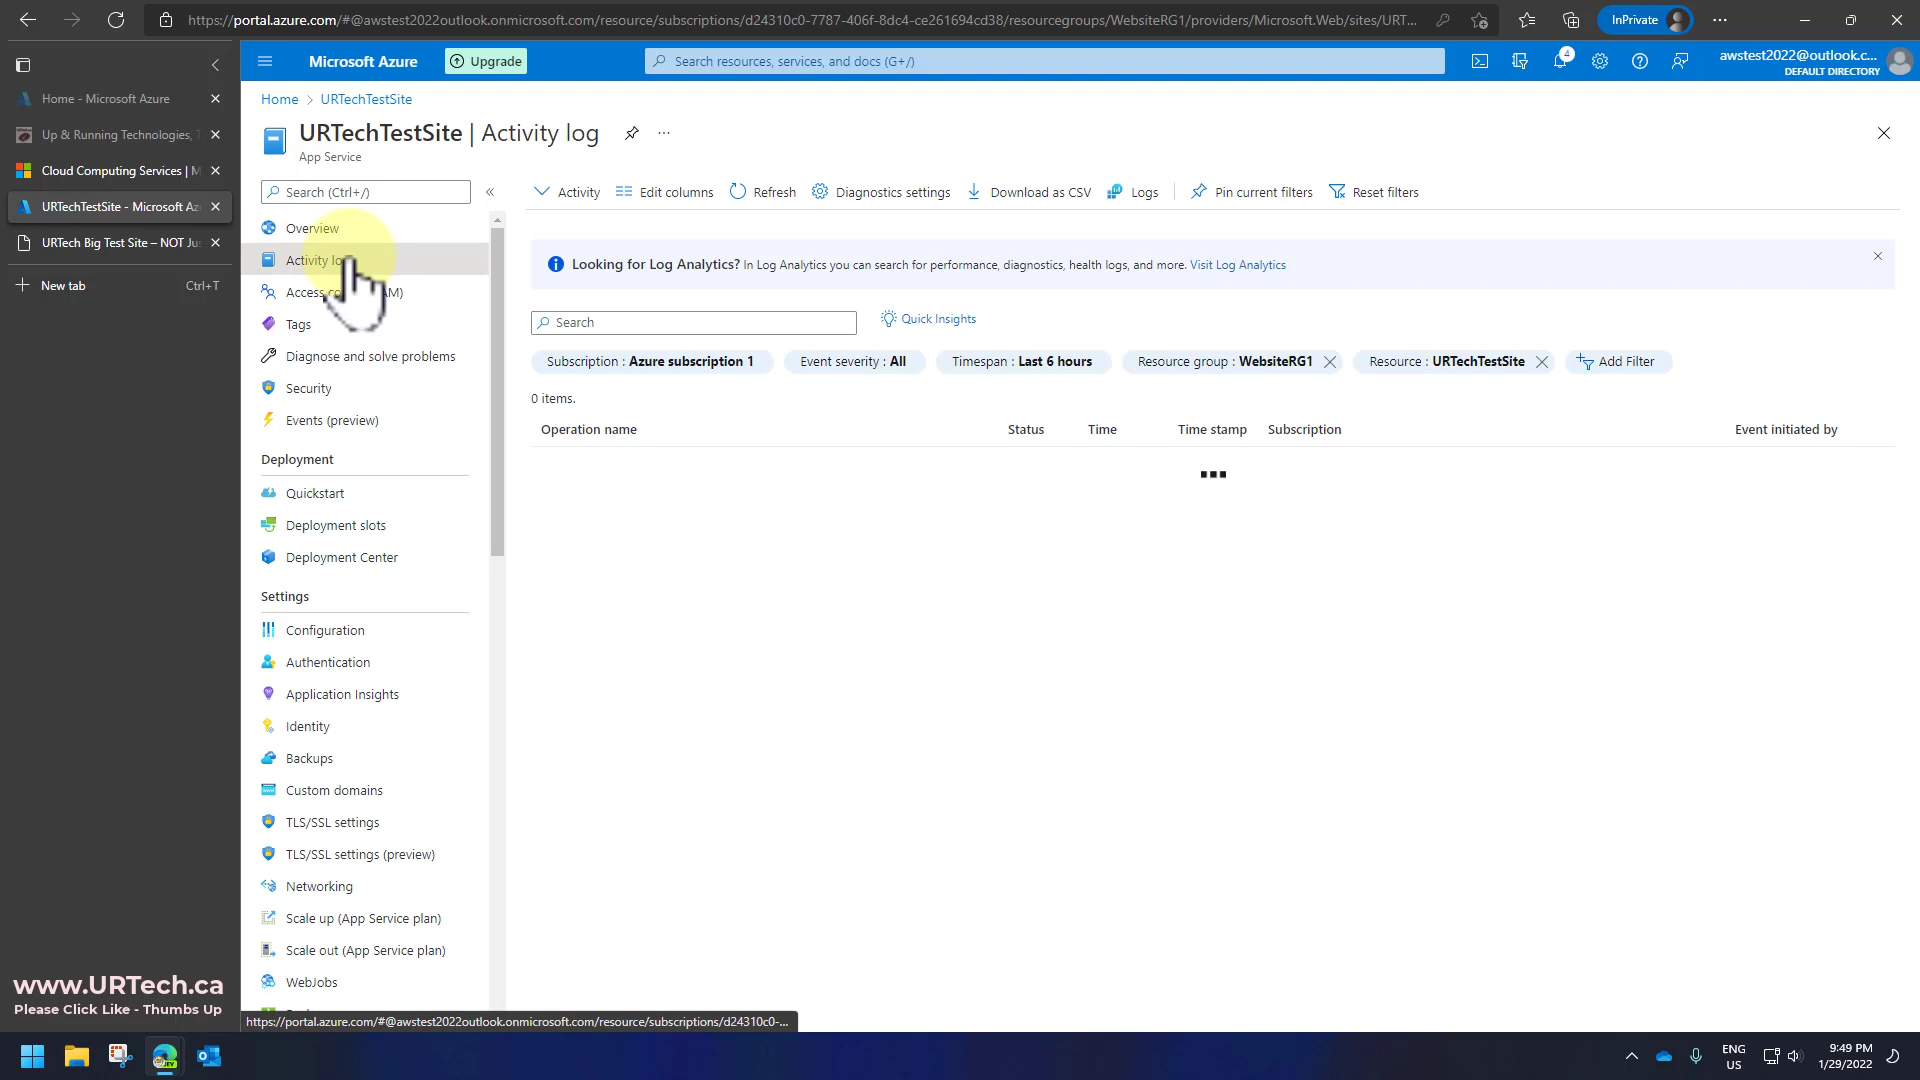 https://portal.azure.com/#@awstest2022outlook.onmicrosoft.com/resource/subscriptions/d24310c0-7787-406f-8dc4-ce261694cd38/resourcegroups/WebsiteRG1/providers/Microsoft.Web/sites/URT...
InPrivate
Home - Microsoft Azure
Up & Running Technologies, T
Cloud Computing Services | M
URTechTestSite - Microsoft Az
URTech Big Test Site – NOT Ju
New tab Ctrl+T
Microsoft Azure
Upgrade
Search resources, services, and docs (G+/)
4
awstest2022@outlook.c...
DEFAULT DIRECTORY
Home > URTechTestSite
URTechTestSite | Activity log
App Service
Search (Ctrl+/)
Overview
Activity lo
Access co AM)
Tags
Diagnose and solve problems
Security
Events (preview)
Deployment
Quickstart
Deployment slots
Deployment Center
Settings
Configuration
Authentication
Application Insights
Identity
Backups
Custom domains
TLS/SSL settings
TLS/SSL settings (preview)
Networking
Scale up (App Service plan)
Scale out (App Service plan)
WebJobs
Activity Edit columns Refresh Diagnostics settings Download as CSV Logs Pin current filters Reset filters
Looking for Log Analytics? In Log Analytics you can search for performance, diagnostics, health logs, and more. Visit Log Analytics
Search
Quick Insights
Subscription : Azure subscription 1 Event severity : All Timespan : Last 6 hours Resource group : WebsiteRG1 Resource : URTechTestSite Add Filter
0 items.
Operation name Status Time Time stamp Subscription Event initiated by
www.URTech.ca
Please Click Like - Thumbs Up
https://portal.azure.com/#@awstest2022outlook.onmicrosoft.com/resource/subscriptions/d24310c0-...
ENG
US
9:49 PM
1/29/2022